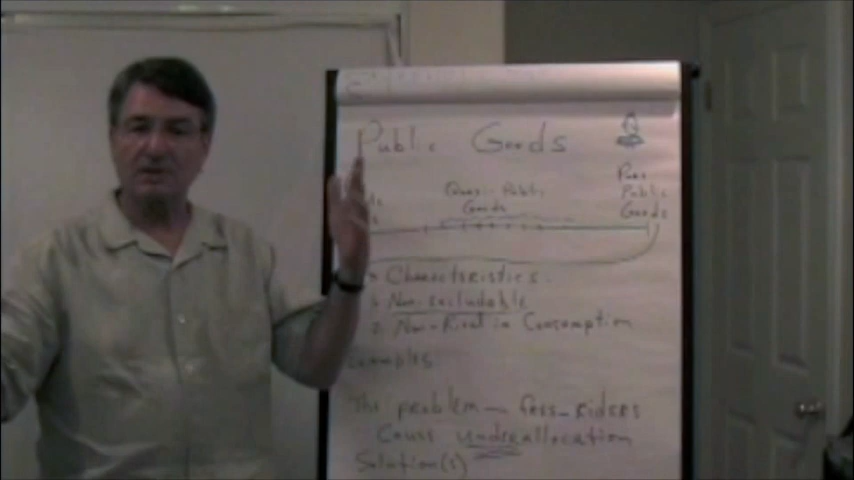 Public Goods
Quasi-Public
Goods
Pure
Public
Goods
Characteristics.
1. Non-excludable
2. Non-Rival in Consumption
Examples
The problem - free-riders
Cause underallocation
Solution(s)